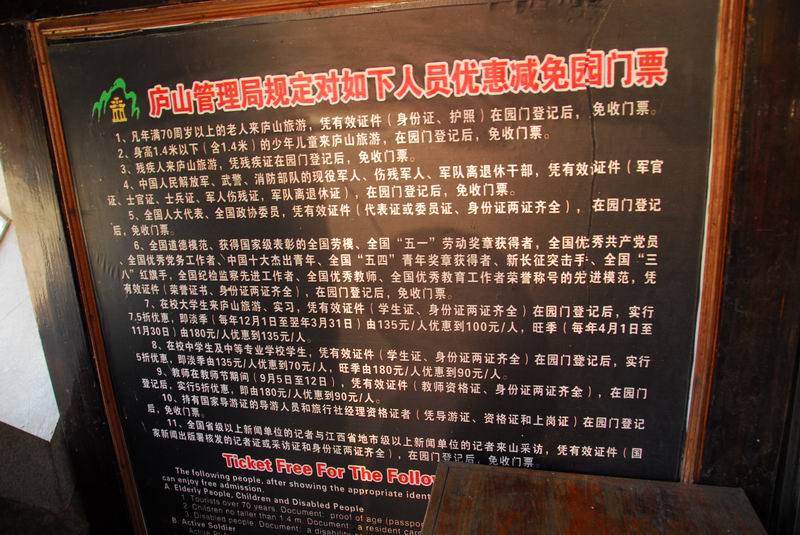 庐山管理局规定对如下人员优惠减免园门票
1、凡年满70周岁以上的老人来庐山旅游，凭有效证件（身份证、护照）在园门登记后，免收门票。
2、身高1.4米以下（含1.4米）的少年儿童来庐山旅游，在园门登记后，免收门票。
3、残疾人来庐山旅游，凭残疾证在园门登记后，免收门票。
4、中国人民解放军、武警、消防部队的现役军人、伤残军人、军队离退休干部，凭有效证件（军官
证、士官证、士兵证、军人伤残证，军队离退休证），在园门登记后，免收门票。
5、全国人大代表、全国政协委员，凭有效证件（代表证或委员证、身份证两证齐全），在园门登记
后，免收门票。
6、全国道德模范、获得国家级表彰的全国劳模、全国“五一”劳动奖章获得者，全国优秀共产党员
、全国优秀党务工作者、中国十大杰出青年、全国“五四”青年奖章获得者、新长征突击手、全国“三
八”红旗手，全国纪检监察先进工作者、全国优秀教师、全国优秀教育工作者荣誉称号的先进模范，凭
有效证件（荣誉证书、身份证两证齐全），在园门登记后，免收门票。
7、在校大学生来庐山旅游、实习，凭有效证件（学生证、身份证两证齐全）在园门登记后，实行
7.5折优惠，即淡季（每年12月1日至翌年3月31日）由135元/人优惠到100元/人，旺季（每年4月1日至
11月30日）由180元/人优惠到135元/人。
8、在校中学生及中等专业学校学生，凭有效证件（学生证、身份证两证齐全）在园门登记后，实行
5折优惠，即淡季由135元/人优惠到70元/人，旺季由180元/人优惠到90元/人。
9、教师在教师节期间（9月5日至12日），凭有效证件（教师资格证、身份证两证齐全），在园门
登记后，实行5折优惠，即由180元/人优惠到90元/人。
10、持有国家导游证的导游人员和旅行社经理资格证者（凭导游证、资格证和上岗证）在园门登记
后，免收门票。
11、全国省级以上新闻单位的记者与江西省地市级以上新闻单位的记者来山采访，凭有效证件（国
家新闻出版署核发的记者证或采访证和身份证两证齐全），在园门登记后，免收门票。
Ticket Free For The Follow
The following people, after showing the appropriate ident
can enjoy free admission.
A. Elderly People, Children and Disabled People
1 Tourists over 70 years. Document: proof of age (passpor
2 Children no taller than 1.4 m. Document: a resident card
3 Disabled people. Document: a disability
B. Active Soldier